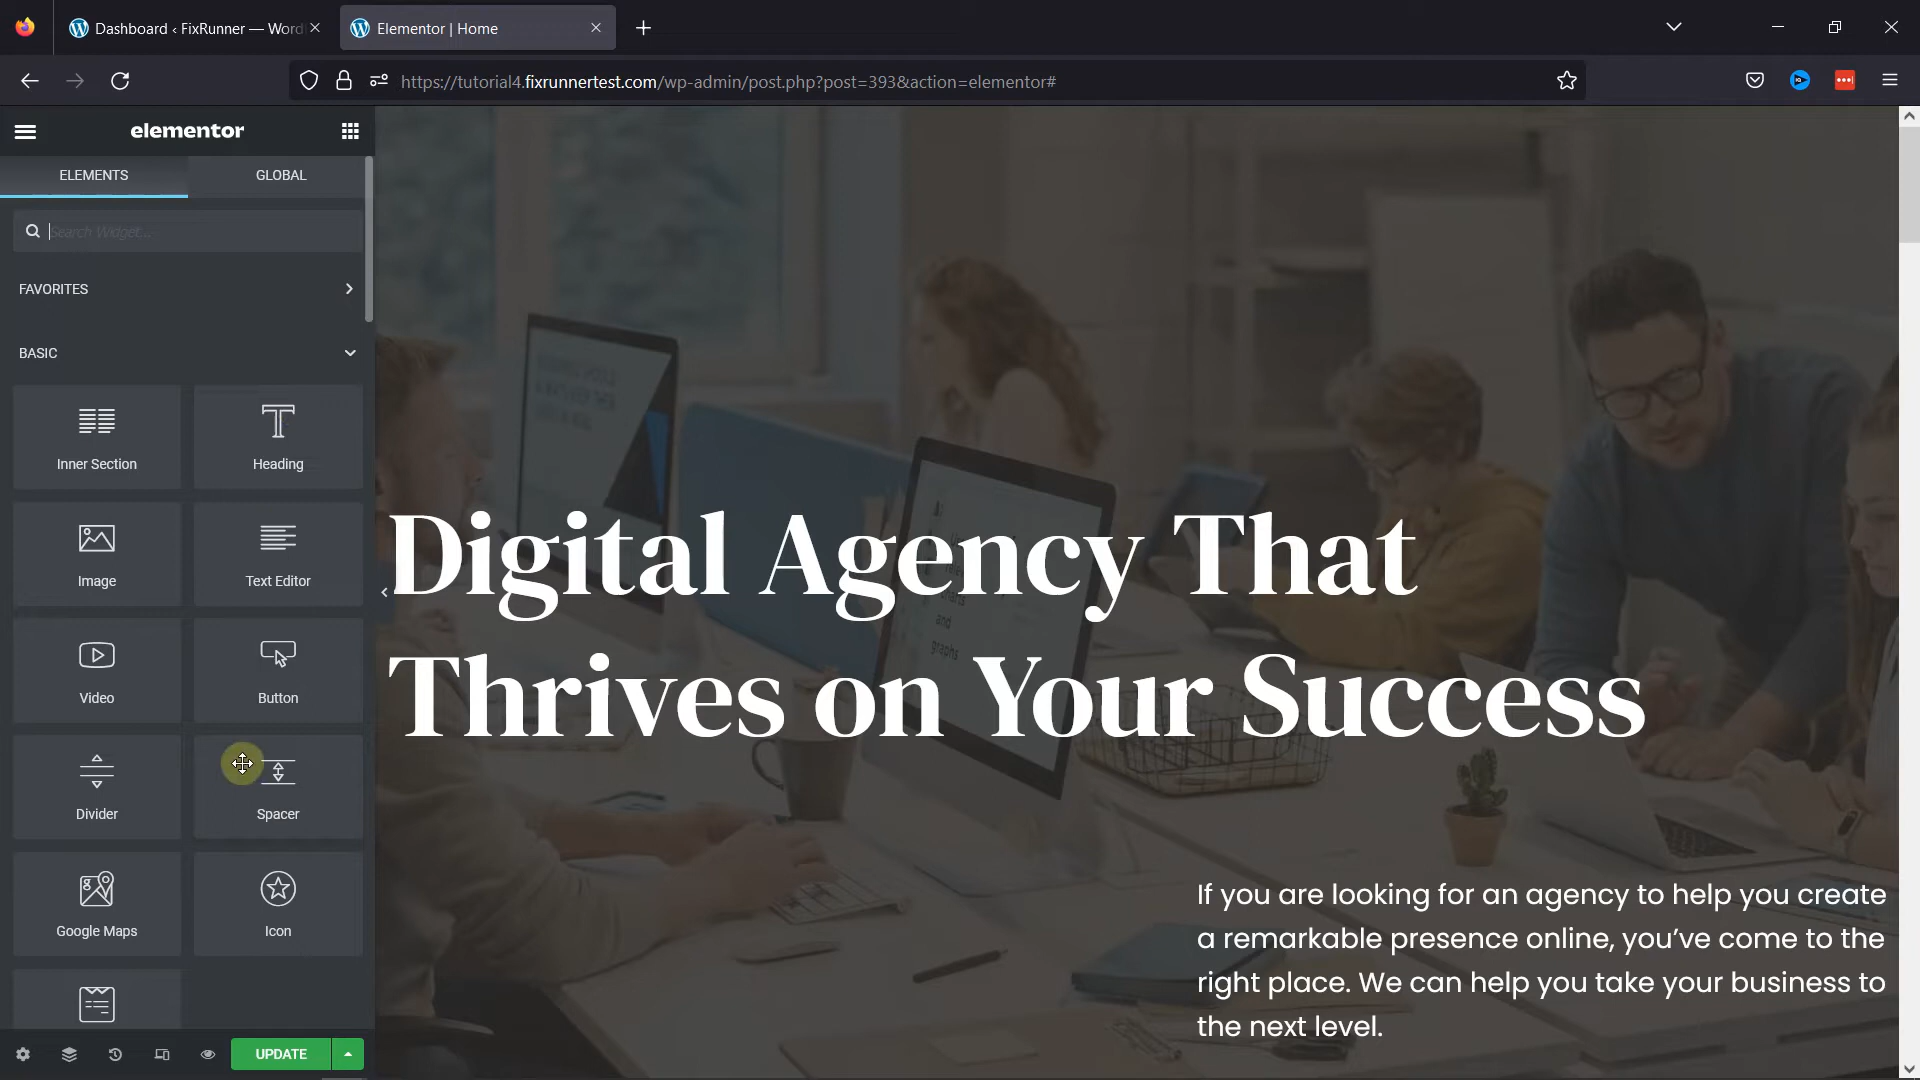 Dashboard ‹ FixRunner — Word
Elementor | Home
https://tutorial4.fixrunnertest.com/wp-admin/post.php?post=393&action=elementor#
elementor
ELEMENTS
GLOBAL
Search Widget...
FAVORITES
BASIC
Inner Section
Heading
Image
Text Editor
Video
Button
Divider
Spacer
Google Maps
Icon
UPDATE
Digital Agency That
Thrives on Your Success
If you are looking for an agency to help you create
a remarkable presence online, you've come to the
right place. We can help you take your business to
the next level.